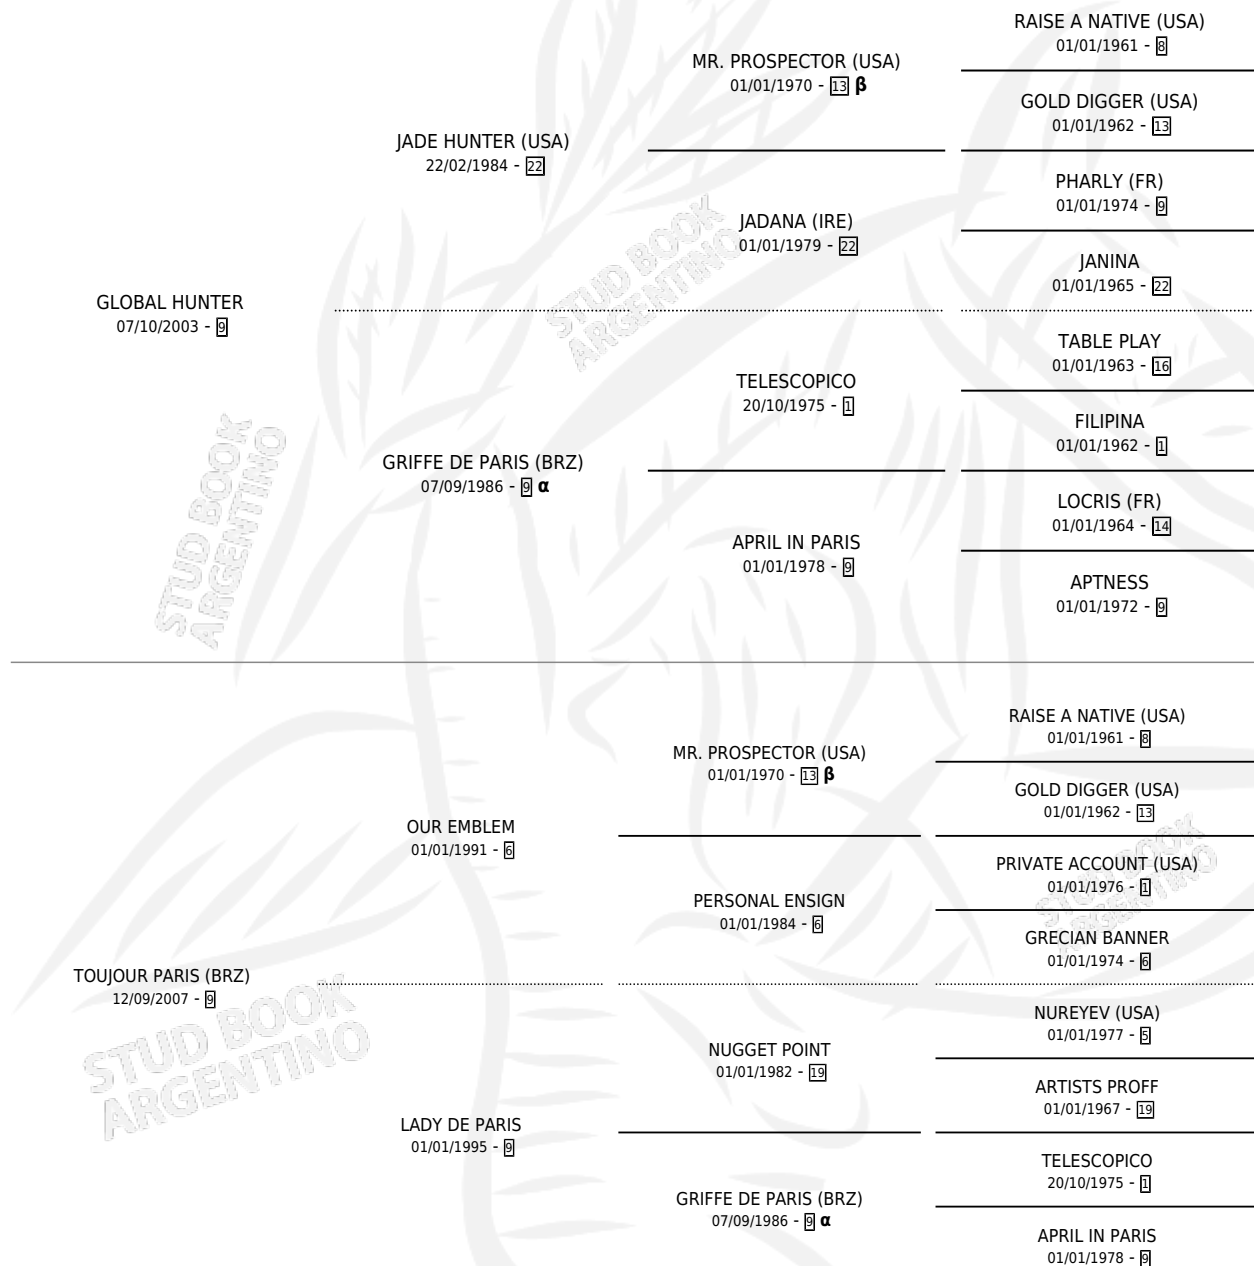 RAISE A NATIVE (USA)
01/01/1961 - 8
MR. PROSPECTOR (USA)
01/01/1970 - 13 β
GOLD DIGGER (USA)
01/01/1962 - 13
JADE HUNTER (USA)
22/02/1984 - 22
PHARLY (FR)
01/01/1974 - 9
JADANA (IRE)
01/01/1979 - 22
JANINA
01/01/1965 - 22
GLOBAL HUNTER
07/10/2003 - 9
STUD BOOK
ARGENTINO
TABLE PLAY
01/01/1963 - 16
TELESCOPICO
20/10/1975 - 1
FILIPINA
01/01/1962 - 1
GRIFFE DE PARIS (BRZ)
07/09/1986 - 9 α
LOCRIS (FR)
01/01/1964 - 14
APRIL IN PARIS
01/01/1978 - 9
APTNESS
01/01/1972 - 9
STUD BOOK
ARGENTINO
RAISE A NATIVE (USA)
01/01/1961 - 8
MR. PROSPECTOR (USA)
01/01/1970 - 13 β
GOLD DIGGER (USA)
01/01/1962 - 13
OUR EMBLEM
01/01/1991 - 6
PRIVATE ACCOUNT (USA)
01/01/1976 - 1
STUD BOOK
ARGENTINO
PERSONAL ENSIGN
01/01/1984 - 6
GRECIAN BANNER
01/01/1974 - 6
TOUJOUR PARIS (BRZ)
12/09/2007 - 9
STUD BOOK
ARGENTINO
NUREYEV (USA)
01/01/1977 - 5
NUGGET POINT
01/01/1982 - 19
ARTISTS PROFF
01/01/1967 - 19
LADY DE PARIS
01/01/1995 - 9
TELESCOPICO
20/10/1975 - 1
GRIFFE DE PARIS (BRZ)
07/09/1986 - 9 α
APRIL IN PARIS
01/01/1978 - 9